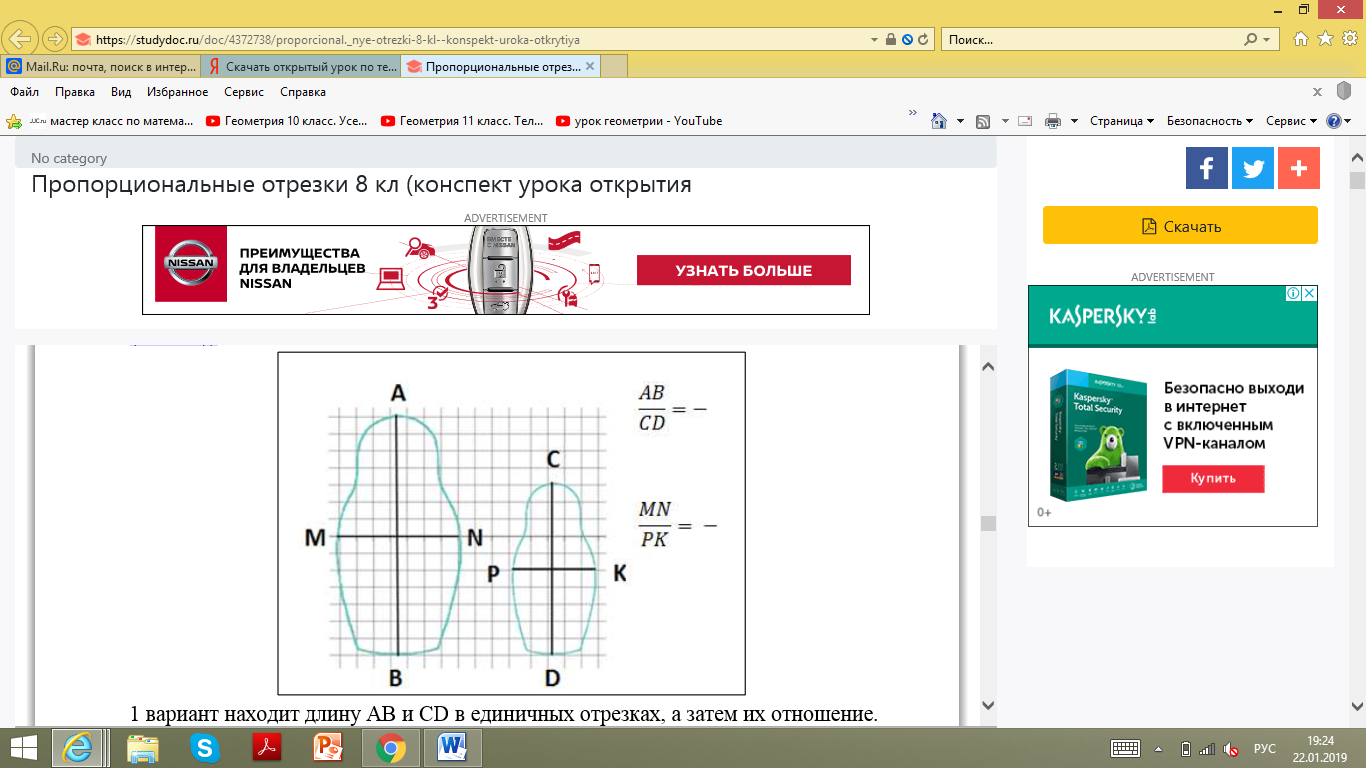 https://studydoc.ru/doc/4372738/proporcional._nye-otrezki-8-kl--konspekt-uroka-otkrytiya
Поиск...
Mail.Ru: почта, поиск в интер...
Скачать открытый урок по те...
Пропорциональные отрез...
Файл Правка Вид Избранное Сервис Справка
мастер класс по матема...
Геометрия 10 класс. Усе...
Геометрия 11 класс. Тел...
урок геометрии - YouTube
Страница
Безопасность
Сервис
No category
Пропорциональные отрезки 8 кл (конспект урока открытия
ADVERTISEMENT
NISSAN
ПРЕИМУЩЕСТВА
ДЛЯ ВЛАДЕЛЬЦЕВ
NISSAN
ВМЕСТЕ
С NISSAN
3
УЗНАТЬ БОЛЬШЕ
Скачать
ADVERTISEMENT
KASPERSKY lab
Kaspersky
Total Security
Безопасно выходи
в интернет
с включенным
VPN-каналом
Купить
0+
A
B
M
N
C
D
P
K
AB/CD = −
MN/PK = −
1 вариант находит длину АВ и CD в единичных отрезках, а затем их отношение.
РУС
19:24
22.01.2019